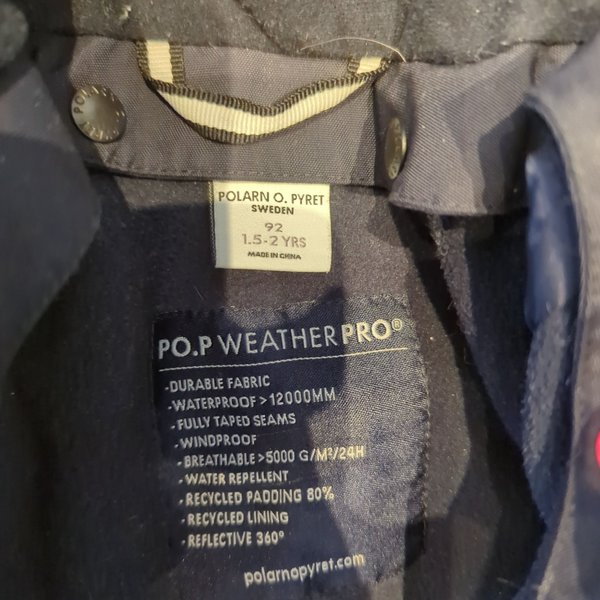 POLARN O. PYRET
SWEDEN
92
1.5-2 YRS
MADE IN CHINA
PO.P WEATHERPRO®
-DURABLE FABRIC
-WATERPROOF > 12000MM
-FULLY TAPED SEAMS
-WINDPROOF
-BREATHABLE >5000 G/M²/24H
-WATER REPELLENT
-RECYCLED PADDING 80%
-RECYCLED LINING
-REFLECTIVE 360°
polarnopyret.com